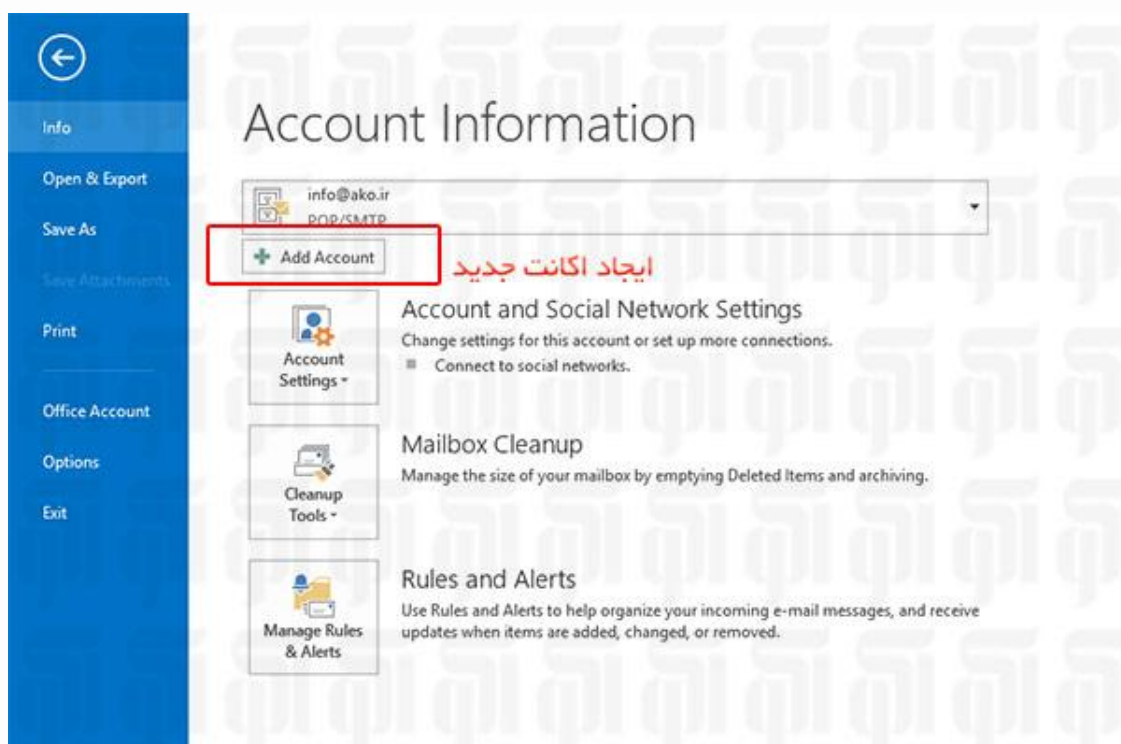 Account Information
Info
Open & Export
Save As
Save Attachments
Print
Office Account
Options
Exit
info@ako.ir
POP/SMTP
Add Account
ایجاد اکانت جدید
Account Settings
Account and Social Network Settings
Change settings for this account or set up more connections.
Connect to social networks.
Cleanup Tools
Mailbox Cleanup
Manage the size of your mailbox by emptying Deleted Items and archiving.
Manage Rules & Alerts
Rules and Alerts
Use Rules and Alerts to help organize your incoming e-mail messages, and receive
updates when items are added, changed, or removed.